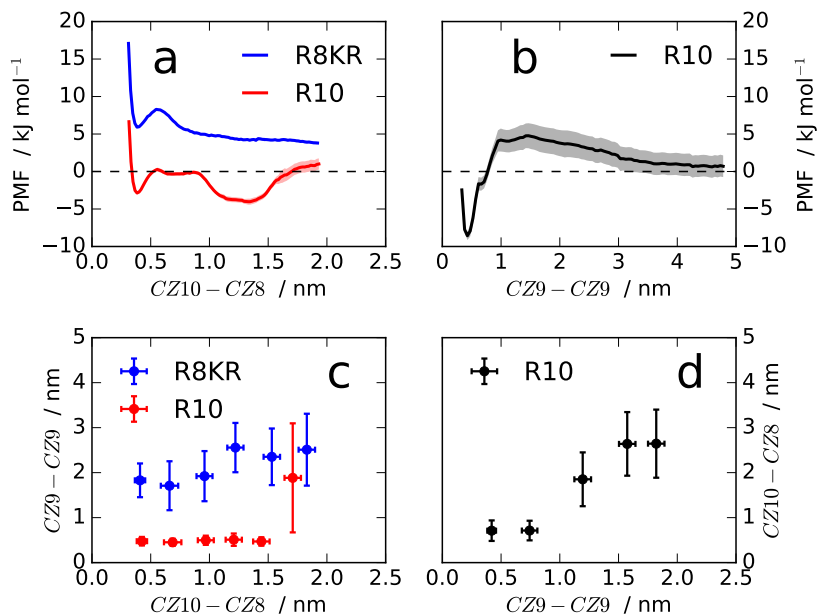 20
15
10
5
0
−5
−10
PMF / kJ mol⁻¹
a
R8KR
R10
0.0 0.5 1.0 1.5 2.0 2.5
CZ10−CZ8 / nm
b
R10
20
15
10
5
0
−5
−10
PMF / kJ mol⁻¹
0 1 2 3 4 5
CZ9−CZ9 / nm
5
4
3
2
1
0
CZ9−CZ9 / nm
R8KR
R10
c
0.0 0.5 1.0 1.5 2.0 2.5
CZ10−CZ8 / nm
R10
d
5
4
3
2
1
0
CZ10−CZ8 / nm
0.0 0.5 1.0 1.5 2.0 2.5
CZ9−CZ9 / nm